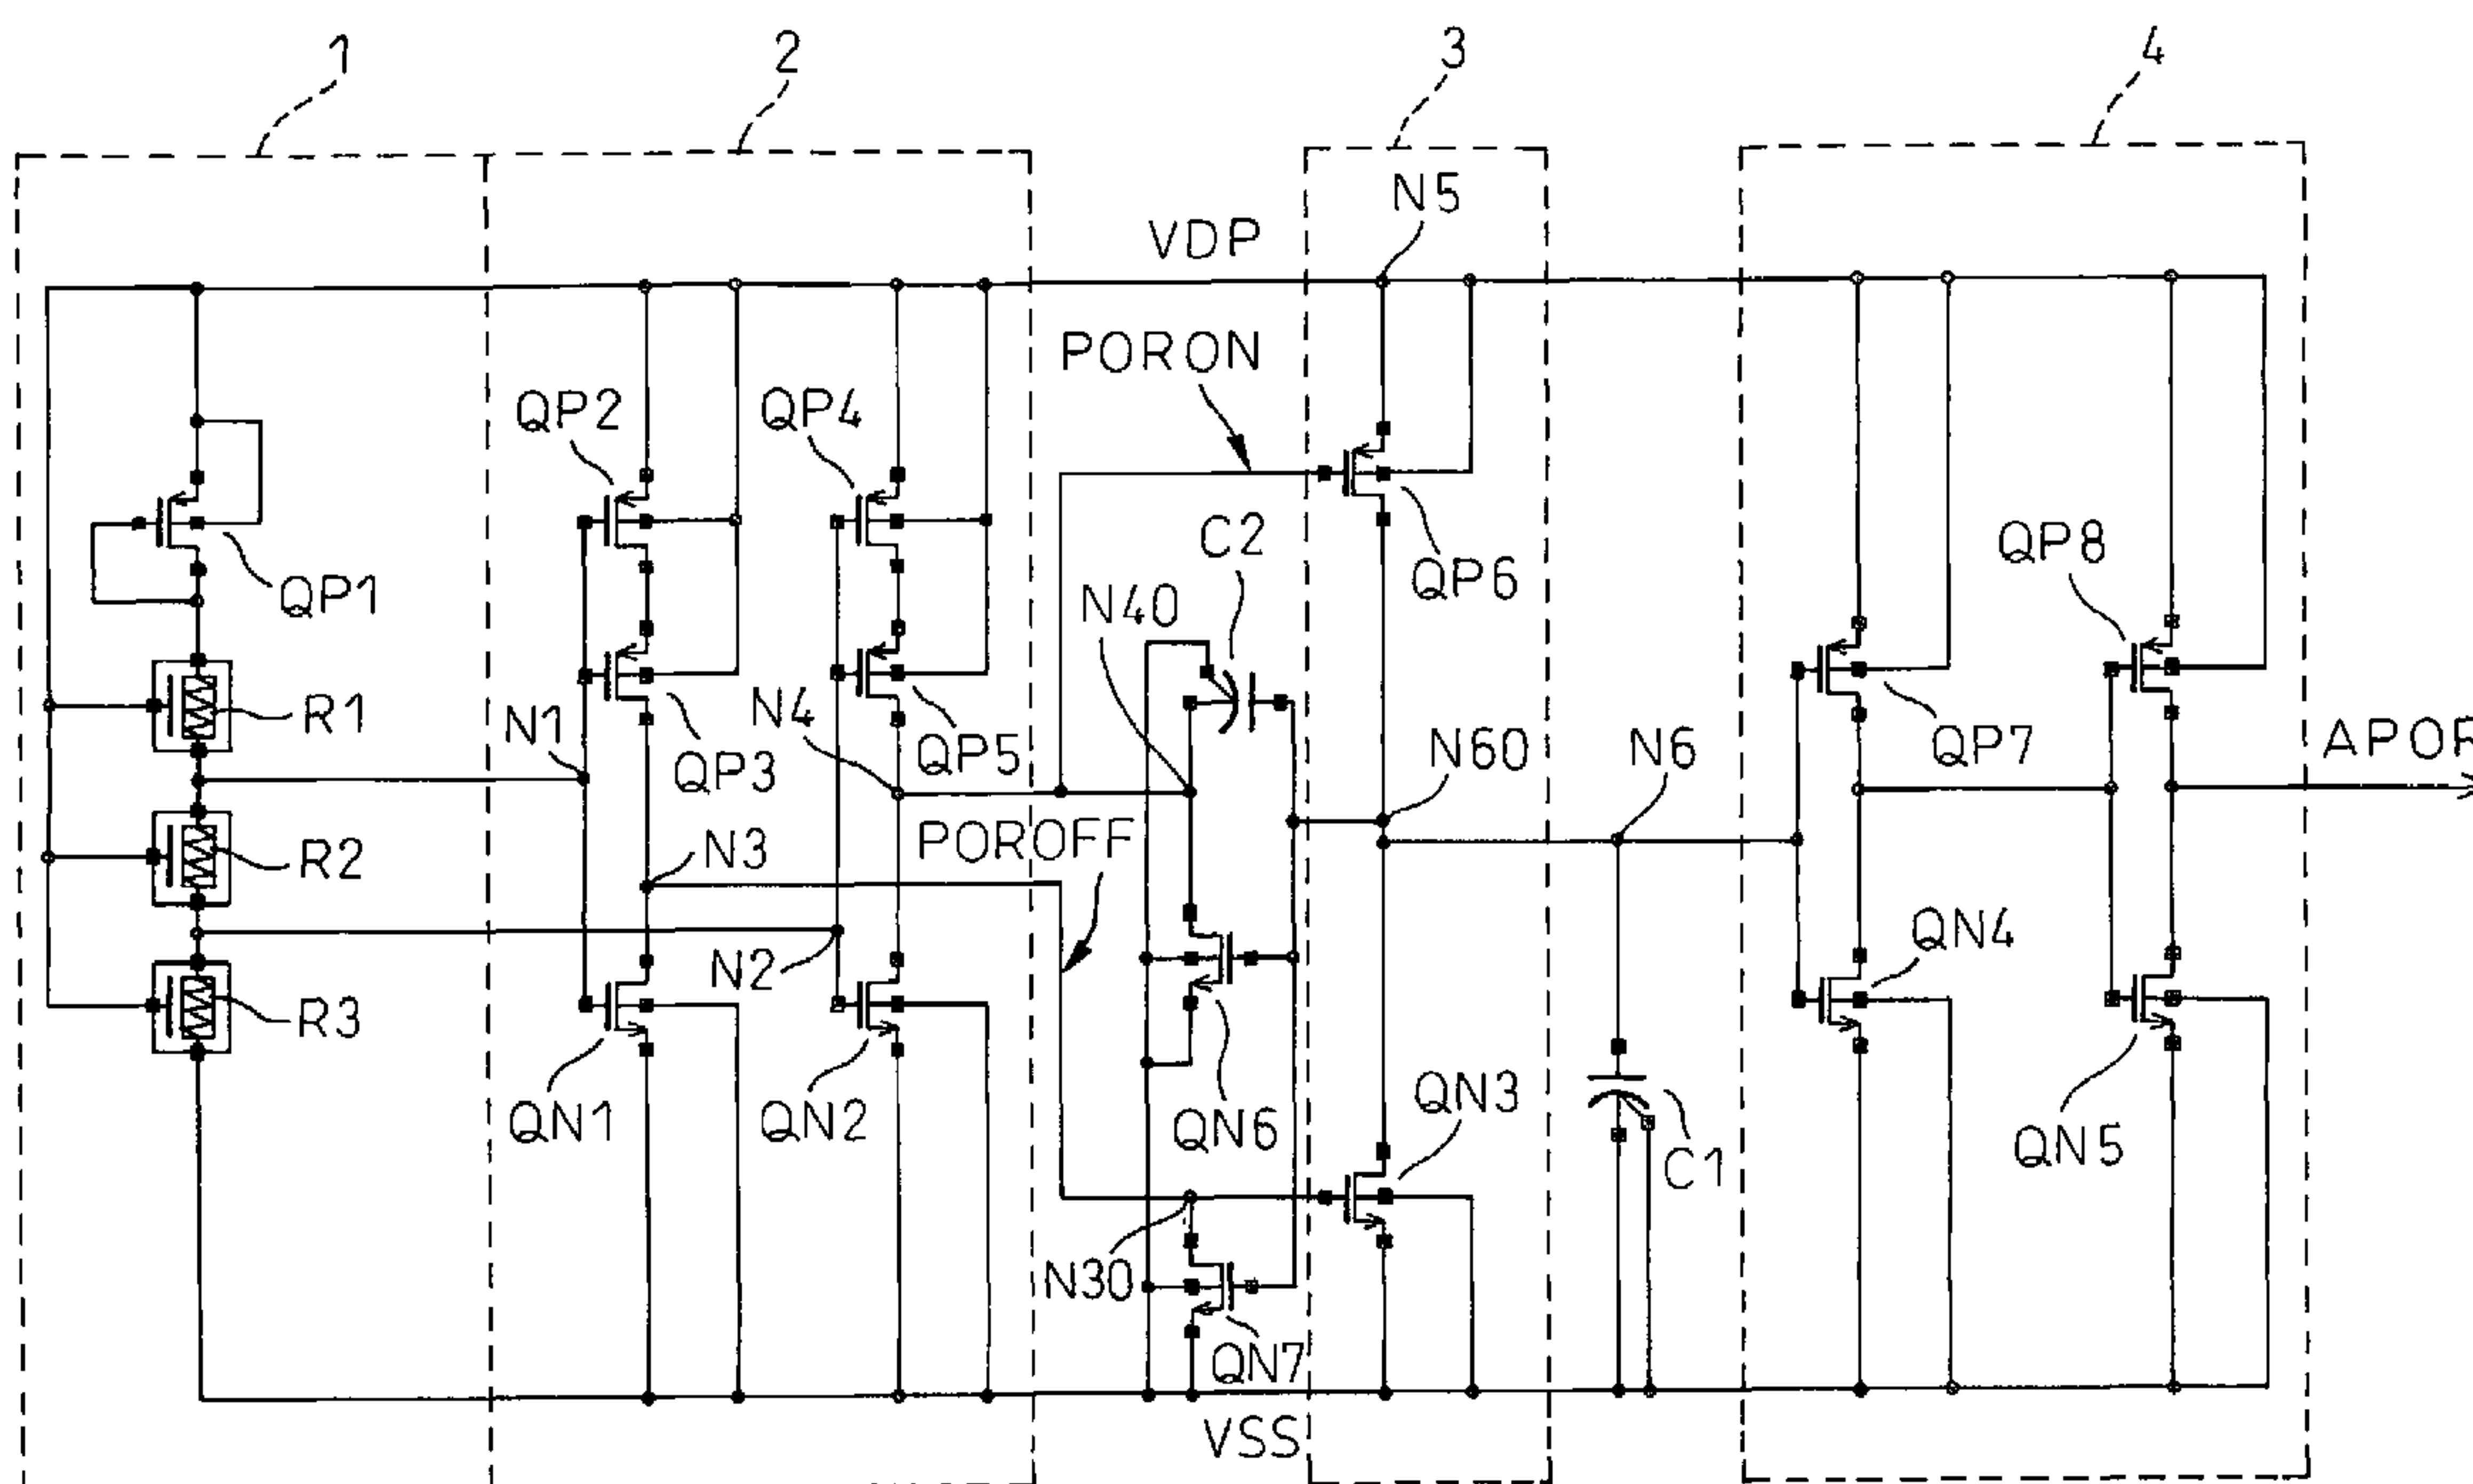 1
2
3
4
N5
VDP
PORON
QP2
QP4
C2
QP8
QP6
QP1
N40
R1
N1
N4
QP3
QP5
N60
N6
QP7
APOR
POROFF
N3
R2
N2
QN4
R3
QN1
QN2
QN6
QN3
C1
QN5
N30
QN7
VSS